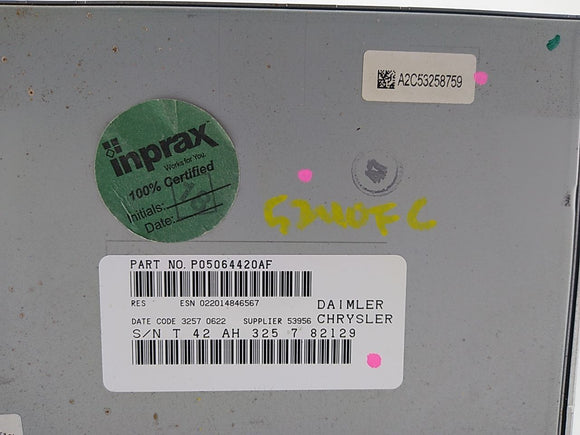 A2C53258759
inprax
Works for You.
100% Certified
Initials:
Date:
PART NO. P05064420AF
RES ESN 022014846567
DAIMLER
DATE CODE 3257 0622 SUPPLIER 53956 CHRYSLER
S/N T 42 AH 325 7 82129